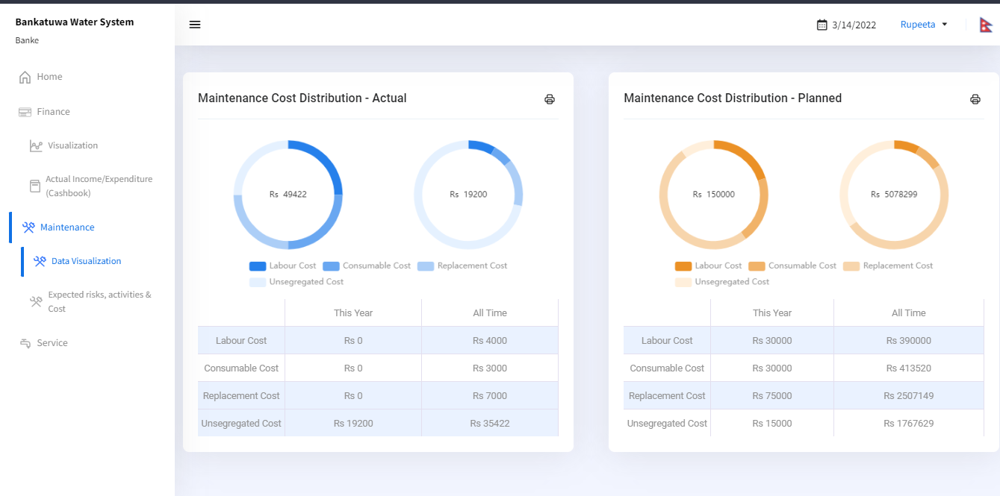 Bankatuwa Water System
Banke
3/14/2022
Rupeeta
Home
Finance
Visualization
Actual Income/Expenditure
(Cashbook)
Maintenance
Data Visualization
Expected risks, activities &
Cost
Service
Maintenance Cost Distribution - Actual
Rs 49422
Rs 19200
Labour Cost Consumable Cost Replacement Cost
Unsegregated Cost
This Year All Time
Labour Cost Rs 0 Rs 4000
Consumable Cost Rs 0 Rs 3000
Replacement Cost Rs 0 Rs 7000
Unsegregated Cost Rs 19200 Rs 35422
Maintenance Cost Distribution - Planned
Rs 150000
Rs 5078299
Labour Cost Consumable Cost Replacement Cost
Unsegregated Cost
This Year All Time
Labour Cost Rs 30000 Rs 390000
Consumable Cost Rs 30000 Rs 413520
Replacement Cost Rs 75000 Rs 2507149
Unsegregated Cost Rs 15000 Rs 1767629